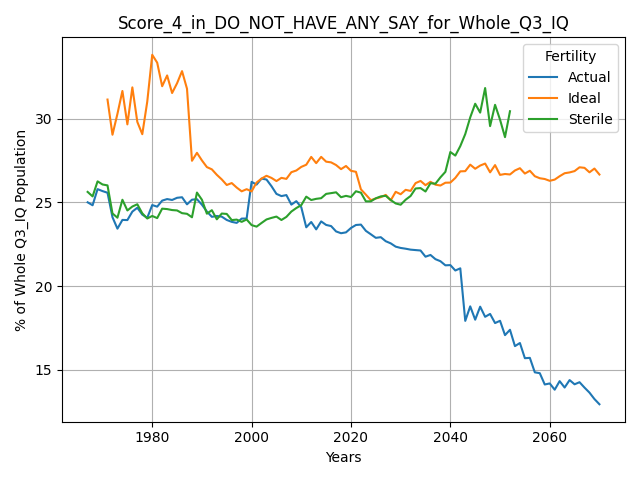 Score_4_in_DO_NOT_HAVE_ANY_SAY_for_Whole_Q3_IQ
% of Whole Q3_IQ Population
30
25
20
15
Fertility
Actual
Ideal
Sterile
1980
2000
2020
2040
2060
Years